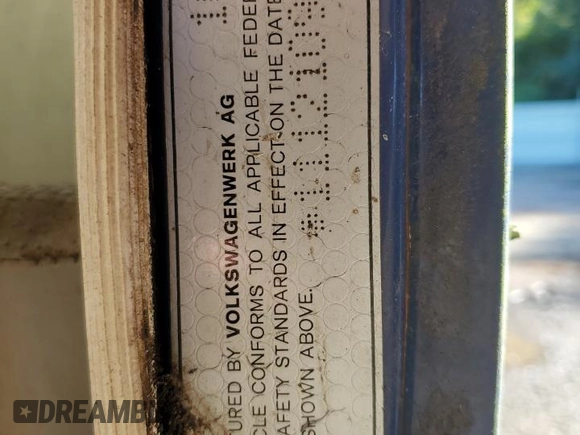 URED BY VOLKSWAGENWERK AG
CLE CONFORMS TO ALL APPLICABLE FEDER
AFETY STANDARDS IN EFFECT ON THE DATE
SHOWN ABOVE.
DREAMB